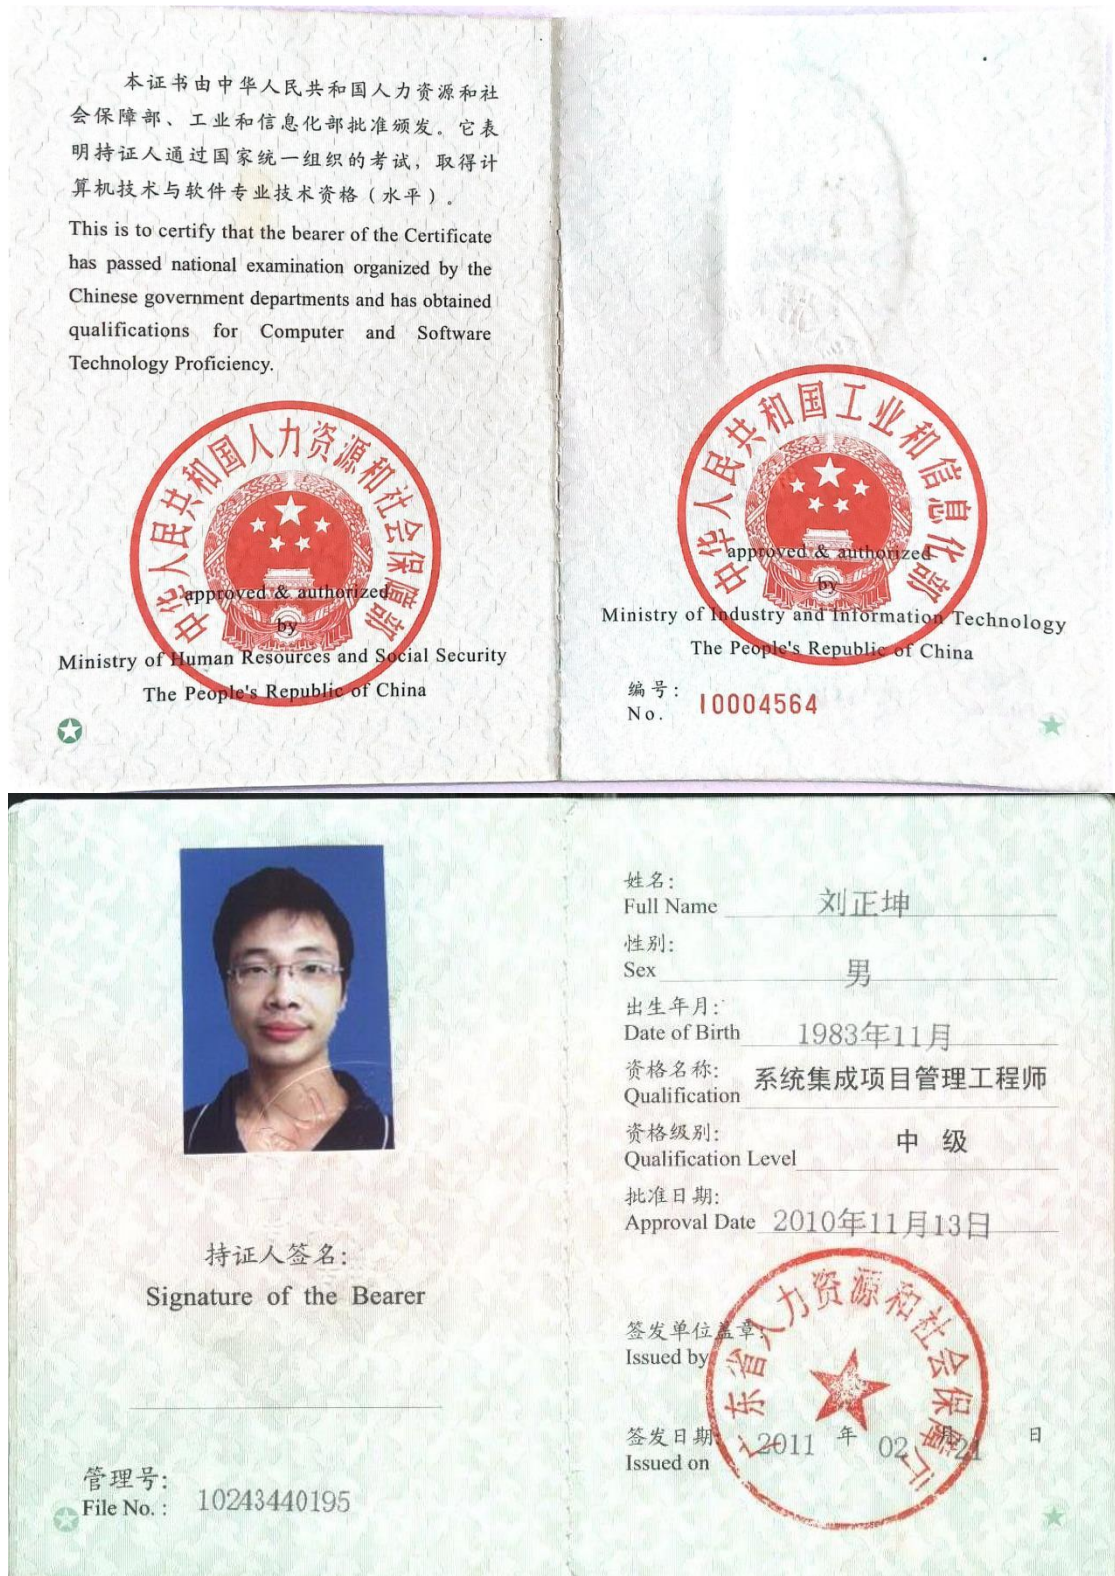 本证书由中华人民共和国人力资源和社
会保障部、工业和信息化部批准颁发。它表
明持证人通过国家统一组织的考试，取得计
算机技术与软件专业技术资格（水平）。
This is to certify that the bearer of the Certificate
has passed national examination organized by the
Chinese government departments and has obtained
qualifications for Computer and Software
Technology Proficiency.
中华人民共和国人力资源和社会保障部
approved & authorized
by
Ministry of Human Resources and Social Security
The People's Republic of China
中华人民共和国工业和信息化部
approved & authorized
by
Ministry of Industry and Information Technology
The People's Republic of China
编号：
No. 10004564
持证人签名：
Signature of the Bearer
管理号：
File No.： 10243440195
姓名：
Full Name 刘正坤
性别：
Sex 男
出生年月：
Date of Birth 1983年11月
资格名称：
Qualification 系统集成项目管理工程师
资格级别：
Qualification Level 中 级
批准日期：
Approval Date 2010年11月13日
广东省人力资源和社会保障厅
签发单位盖章：
Issued by
签发日期： 2011 年 02 月 21 日
Issued on